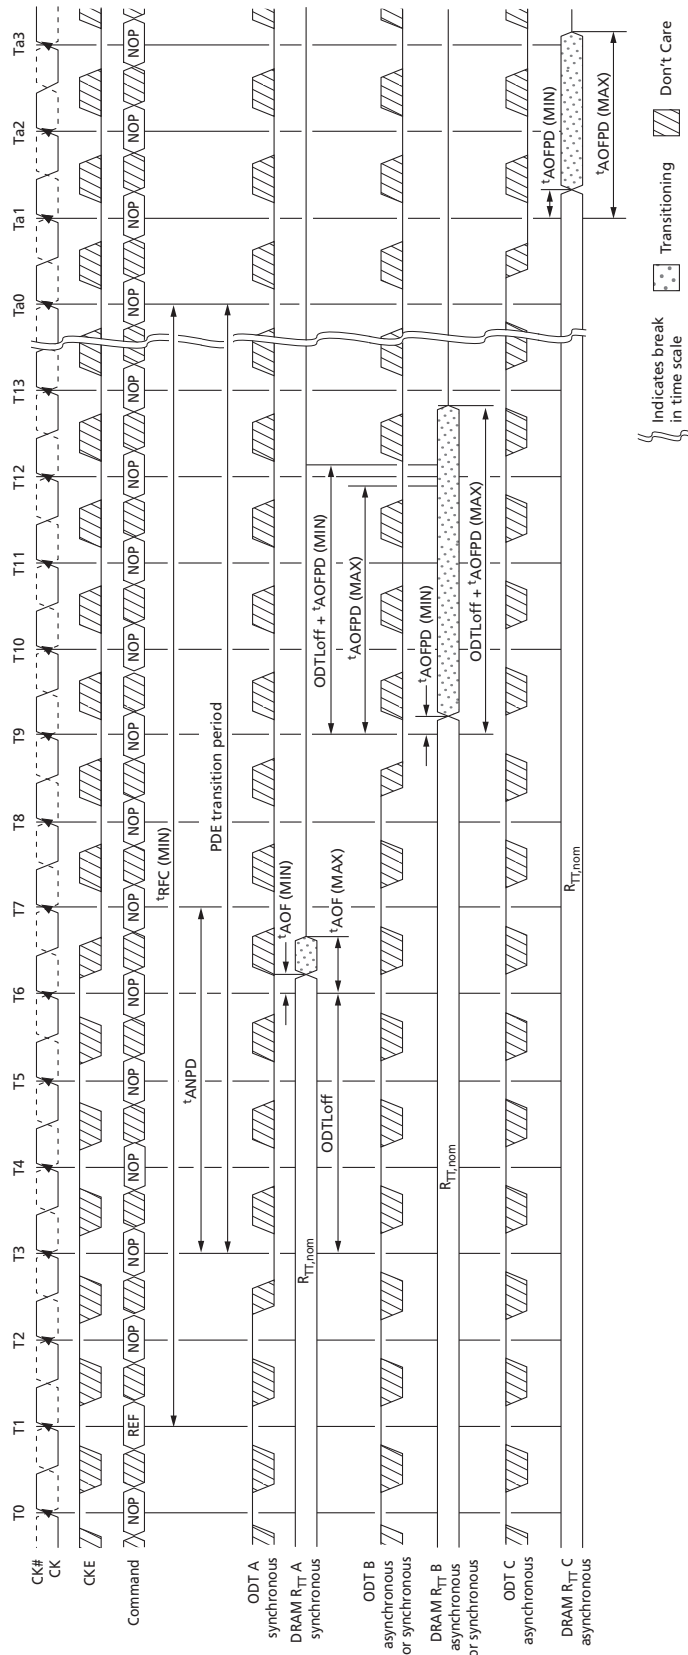 T0 T1 T2 T3 T4 T5 T6 T7 T8 T9 T10 T11 T12 T13 Ta0 Ta1 Ta2 Ta3
CK#
CK
CKE
Command
NOP REF NOP NOP NOP NOP NOP NOP NOP NOP NOP NOP NOP NOP NOP NOP NOP NOP
tRFC (MIN)
tANPD
PDE transition period
ODT A
synchronous
tAOF (MIN)
DRAM RTT A
synchronous
RTT,nom
tAOF (MAX)
ODTLoff
ODTLoff + tAOFPD (MIN)
tAOFPD (MAX)
ODT B
asynchronous
or synchronous
tAOFPD (MIN)
DRAM RTT B
asynchronous
or synchronous
RTT,nom
ODTLoff + tAOFPD (MAX)
ODT C
asynchronous
tAOFPD (MIN)
DRAM RTT C
asynchronous
RTT,nom
tAOFPD (MAX)
Indicates break
in time scale
Transitioning
Don't Care